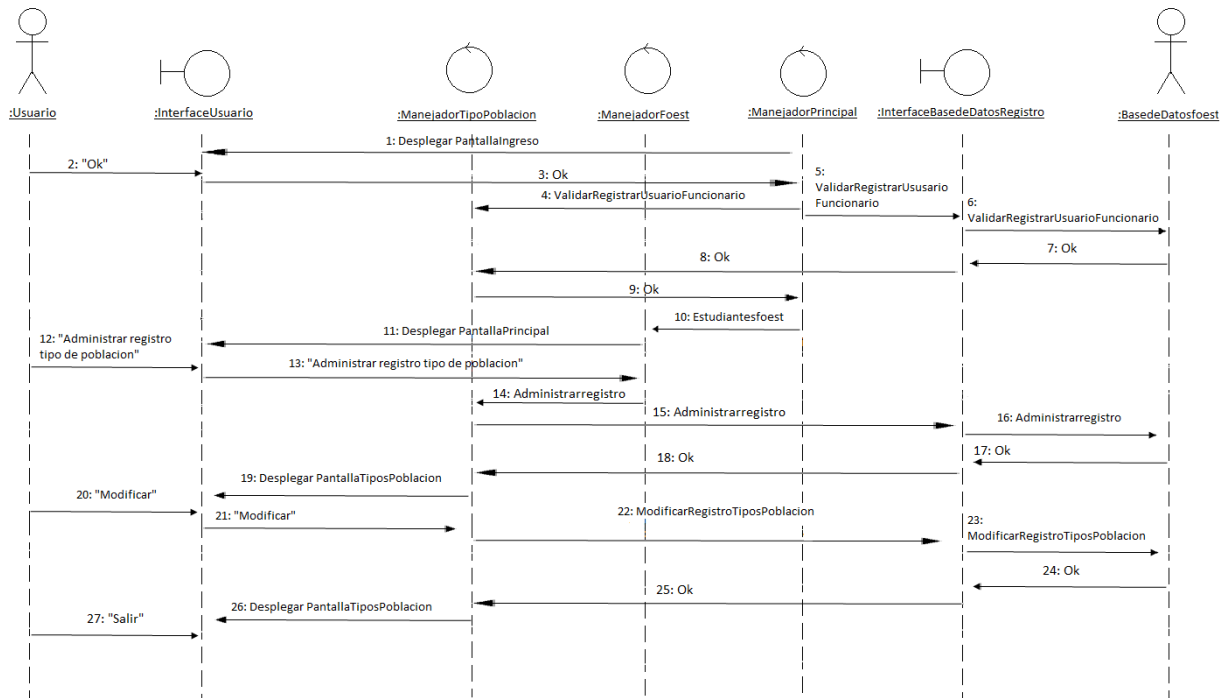 :Usuario
:InterfaceUsuario
:ManejadorTipoPoblacion
:ManejadorFoest
:ManejadorPrincipal
:InterfaceBasedeDatosRegistro
:BasedeDatosfoest
1: Desplegar PantallaIngreso
2: "Ok"
3: Ok
4: ValidarRegistrarUsuarioFuncionario
5:
ValidarRegistrarUsusario
Funcionario
6:
ValidarRegistrarUsuarioFuncionario
7: Ok
8: Ok
9: Ok
10: Estudiantesfoest
11: Desplegar PantallaPrincipal
12: "Administrar registro
tipo de poblacion"
13: "Administrar registro tipo de poblacion"
14: Administrarregistro
15: Administrarregistro
16: Administrarregistro
17: Ok
18: Ok
19: Desplegar PantallaTiposPoblacion
20: "Modificar"
21: "Modificar"
22: ModificarRegistroTiposPoblacion
23:
ModificarRegistroTiposPoblacion
24: Ok
25: Ok
26: Desplegar PantallaTiposPoblacion
27: "Salir"